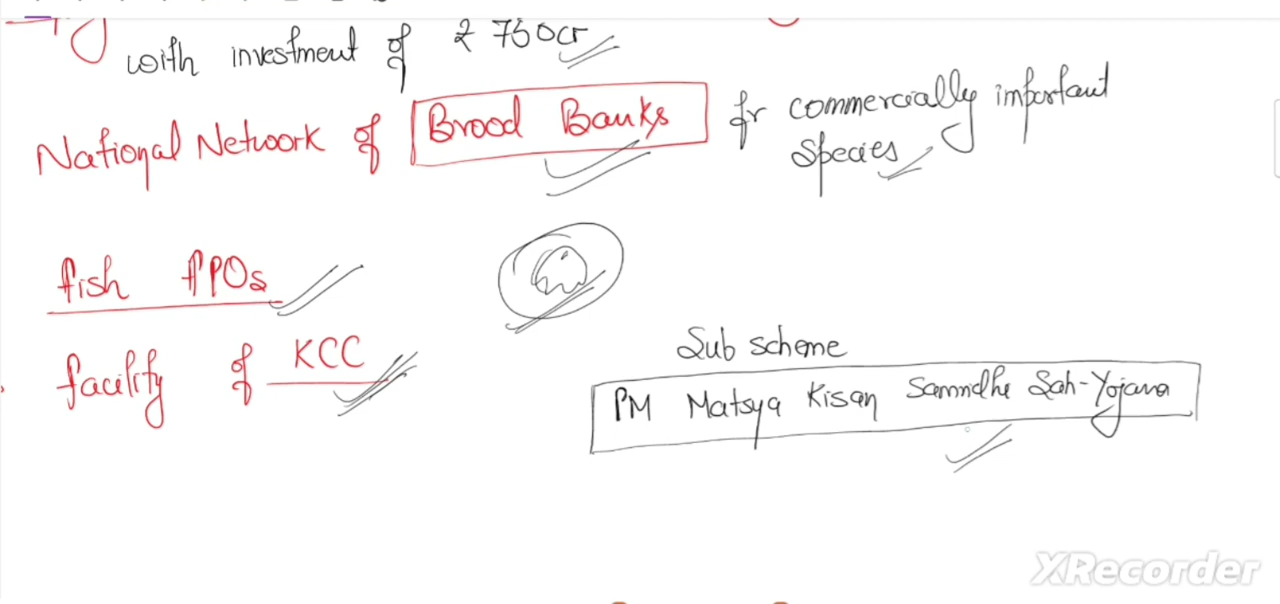 with investment of ₹ 750cr
National Network of Brood Banks fr commercially important
species
fish FPOs
facility of KCC
Sub scheme
PM Matsya Kisan Samridhi Sah-Yojana
XRecorder